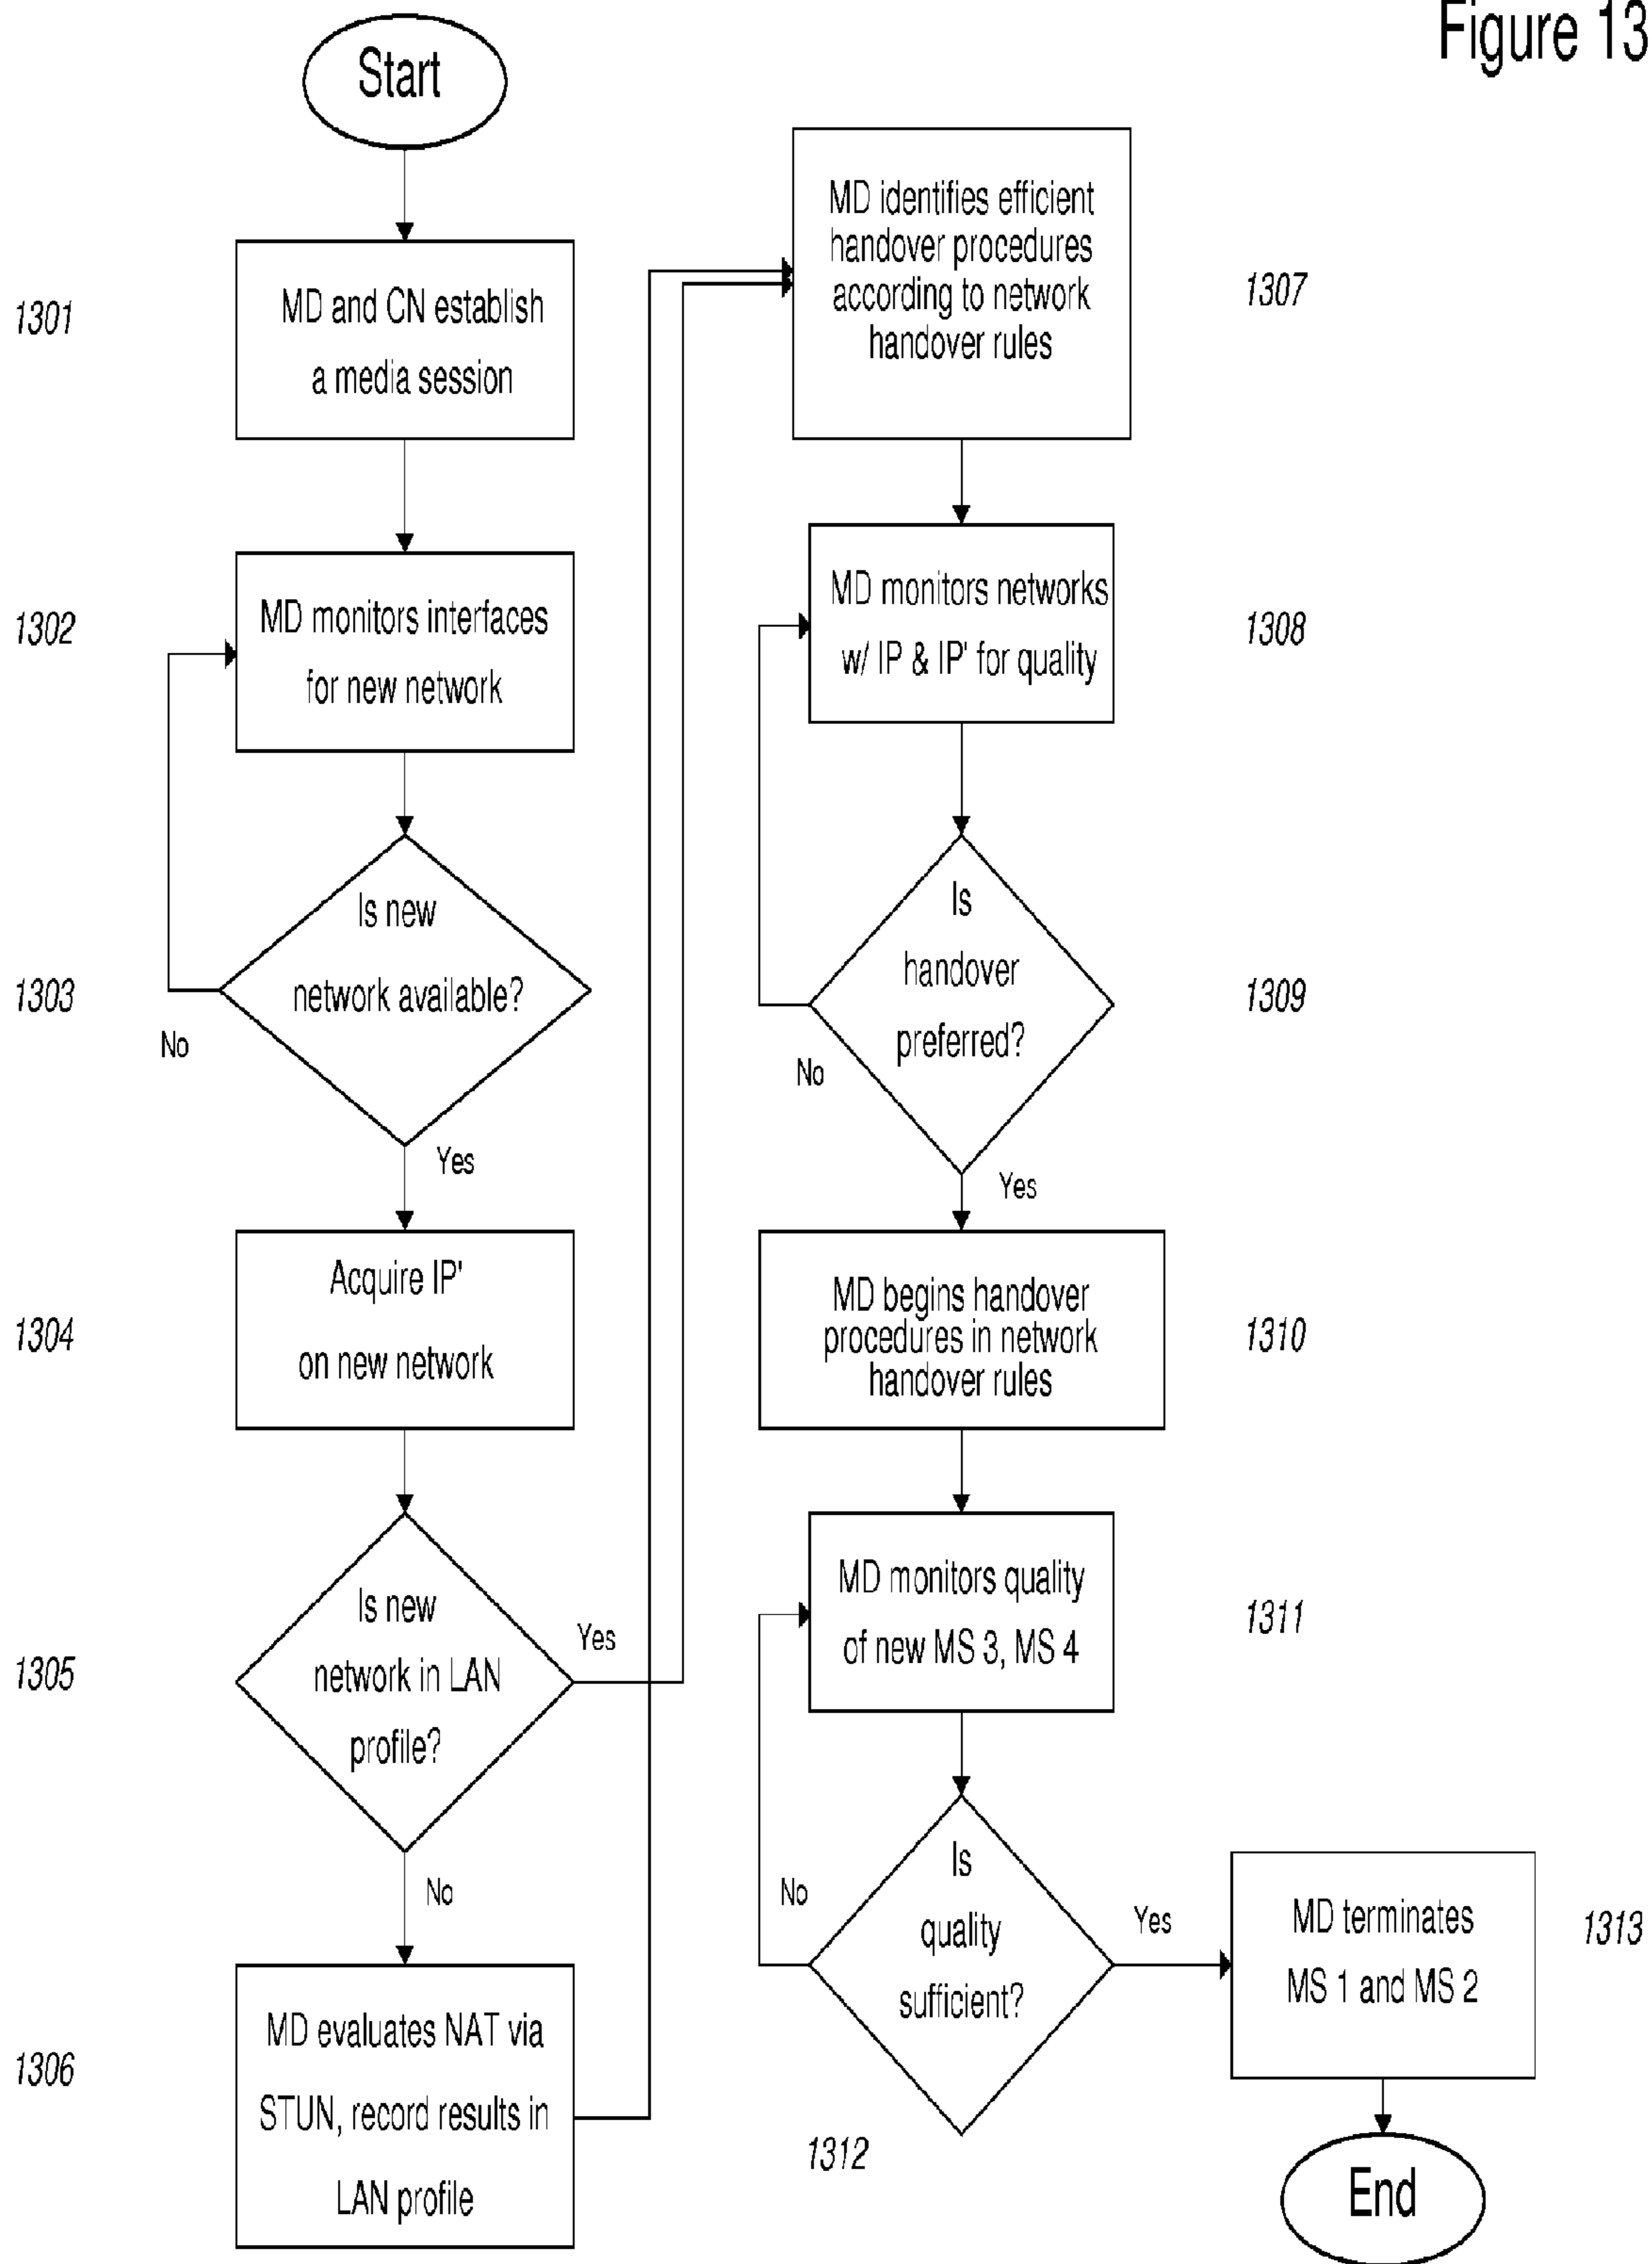 Figure 13
Start
1301
MD and CN establish
a media session
1302
MD monitors interfaces
for new network
1303
Is new
network available?
No
Yes
1304
Acquire IP'
on new network
1305
Is new
network in LAN
profile?
Yes
No
1306
MD evaluates NAT via
STUN, record results in
LAN profile
MD identifies efficient
handover procedures
according to network
handover rules
1307
MD monitors networks
w/ IP & IP' for quality
1308
Is
handover
preferred?
1309
No
Yes
MD begins handover
procedures in network
handover rules
1310
MD monitors quality
of new MS 3, MS 4
1311
Is
quality
sufficient?
No
Yes
1312
MD terminates
MS 1 and MS 2
1313
End